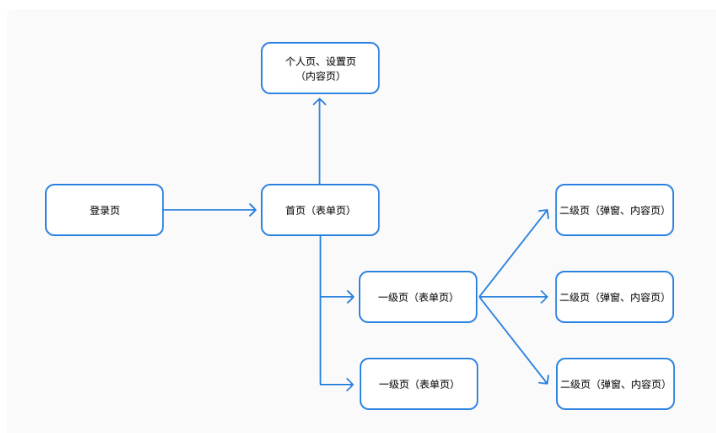 个人页、设置页
（内容页）
登录页
首页（表单页）
二级页（弹窗、内容页）
一级页（表单页）
二级页（弹窗、内容页）
一级页（表单页）
二级页（弹窗、内容页）